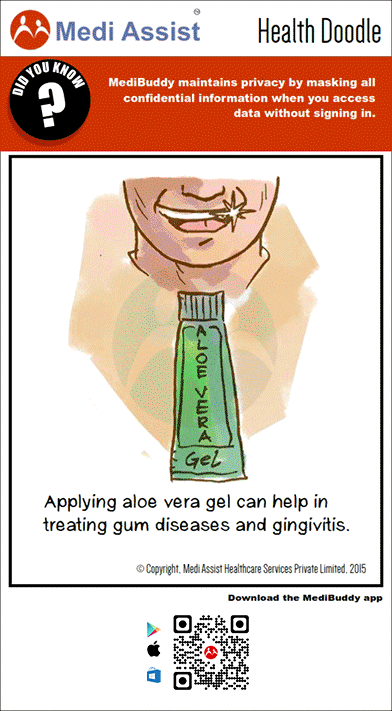 Medi Assist
©
Health Doodle
DID YOU KNOW
?
MediBuddy maintains privacy by masking all
confidential information when you access
data without signing in.
ALOE VERA
Gel
Applying aloe vera gel can help in
treating gum diseases and gingivitis.
© Copyright, Medi Assist Healthcare Services Private Limited, 2015
Download the MediBuddy app